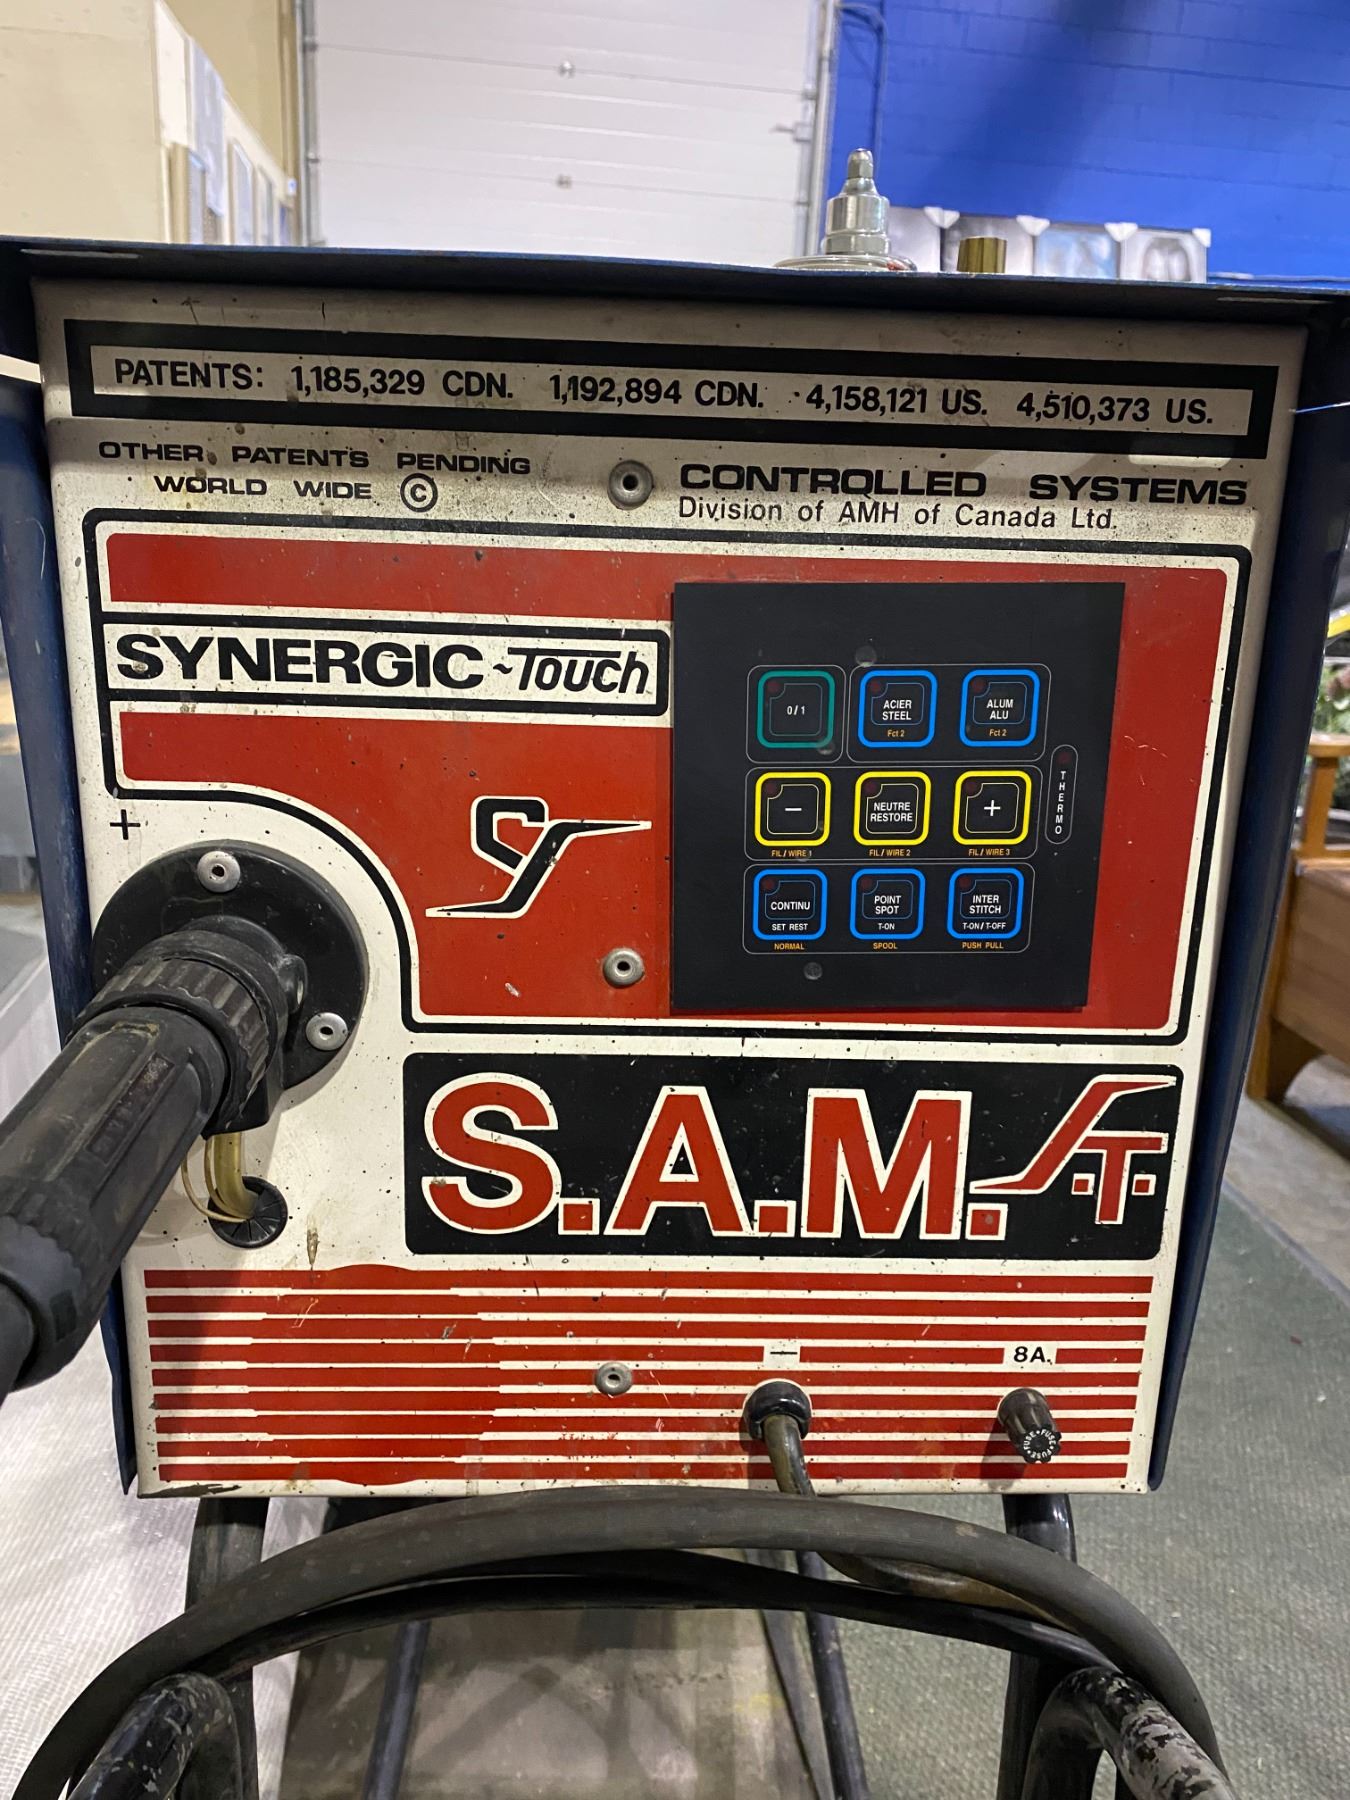 PATENTS: 1,185,329 CDN. 1,192,894 CDN. 4,158,121 US. 4,510,373 US.
OTHER PATENTS PENDING
WORLD WIDE ©
CONTROLLED SYSTEMS
Division of AMH of Canada Ltd.
SYNERGIC~Touch
0/1
ACIER
STEEL
Fct 2
ALUM
ALU
Fct 2
THERMO
−
NEUTRE
RESTORE
+
FIL/WIRE 1
FIL/WIRE 2
FIL/WIRE 3
CONTINU
SET REST
NORMAL
POINT
SPOT
T-ON
SPOOL
INTER
STITCH
T-ON/T-OFF
PUSH PULL
+
S.A.M.S.T.
−
8A.
FUSE•FUSE•FUSE